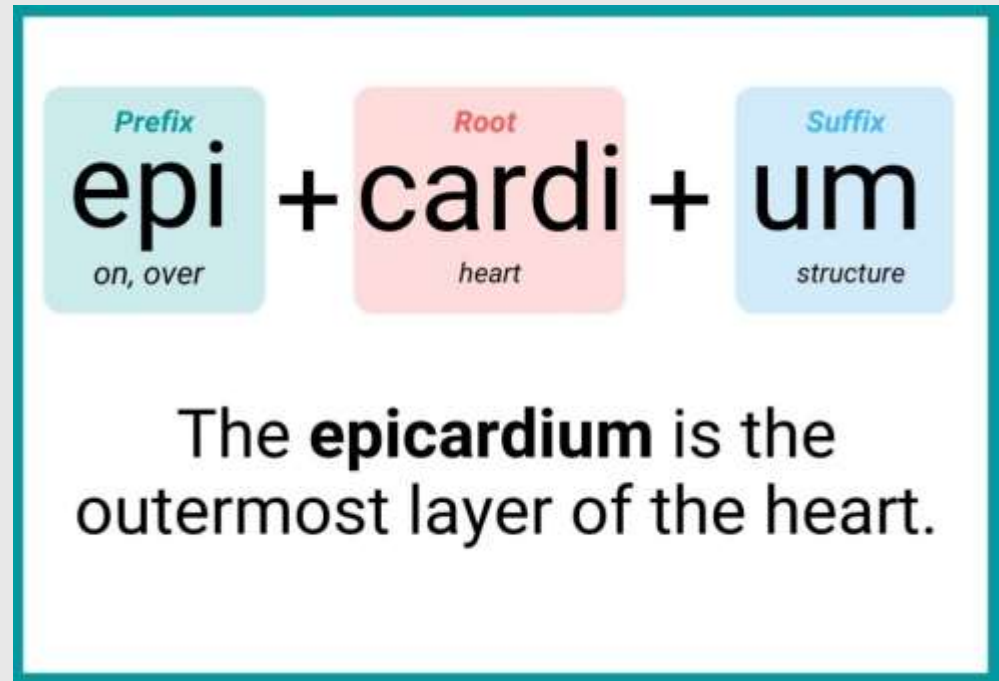 Prefix Root Suffix
epi + cardi + um
on, over heart structure
The epicardium is the
outermost layer of the heart.